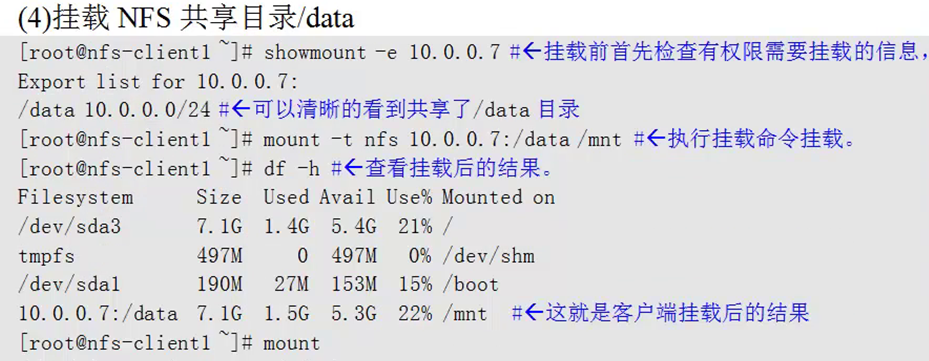 (4)挂载 NFS 共享目录/data
[root@nfs-client1 ~]# showmount -e 10.0.0.7 #←挂载前首先检查有权限需要挂载的信息，
Export list for 10.0.0.7:
/data 10.0.0.0/24 #←可以清晰的看到共享了/data 目录
[root@nfs-client1 ~]# mount -t nfs 10.0.0.7:/data /mnt #←执行挂载命令挂载。
[root@nfs-client1 ~]# df -h #←查看挂载后的结果。
Filesystem Size Used Avail Use% Mounted on
/dev/sda3 7.1G 1.4G 5.4G 21% /
tmpfs 497M 0 497M 0% /dev/shm
/dev/sda1 190M 27M 153M 15% /boot
10.0.0.7:/data 7.1G 1.5G 5.3G 22% /mnt #←这就是客户端挂载后的结果
[root@nfs-client1 ~]# mount